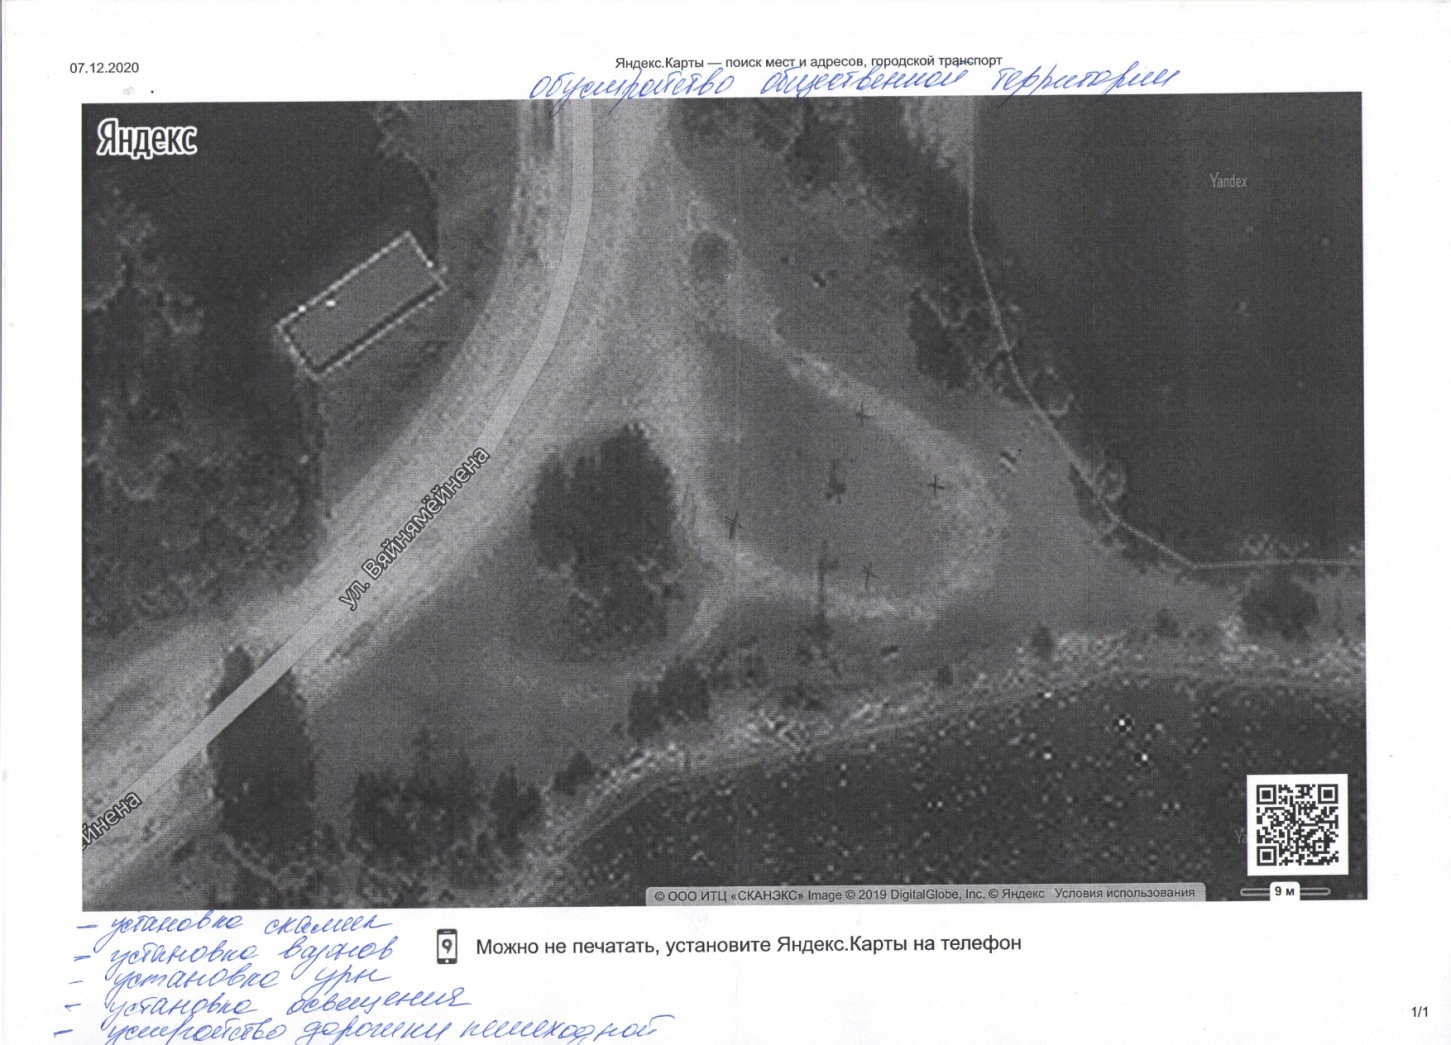 07.12.2020
Яндекс.Карты — поиск мест и адресов, городской транспорт
обустройство общественной территории
Яндекс
Yandex
ул. Вяйнямёйнена
яйнена
Ya
© ООО ИТЦ «СКАНЭКС» Image © 2019 DigitalGlobe, Inc. © Яндекс Условия использования
9 м
– установка скамеек
– установка вазонов
Можно не печатать, установите Яндекс.Карты на телефон
– установка урн
– установка освещения
– устройство дорожки пешеходной
1/1